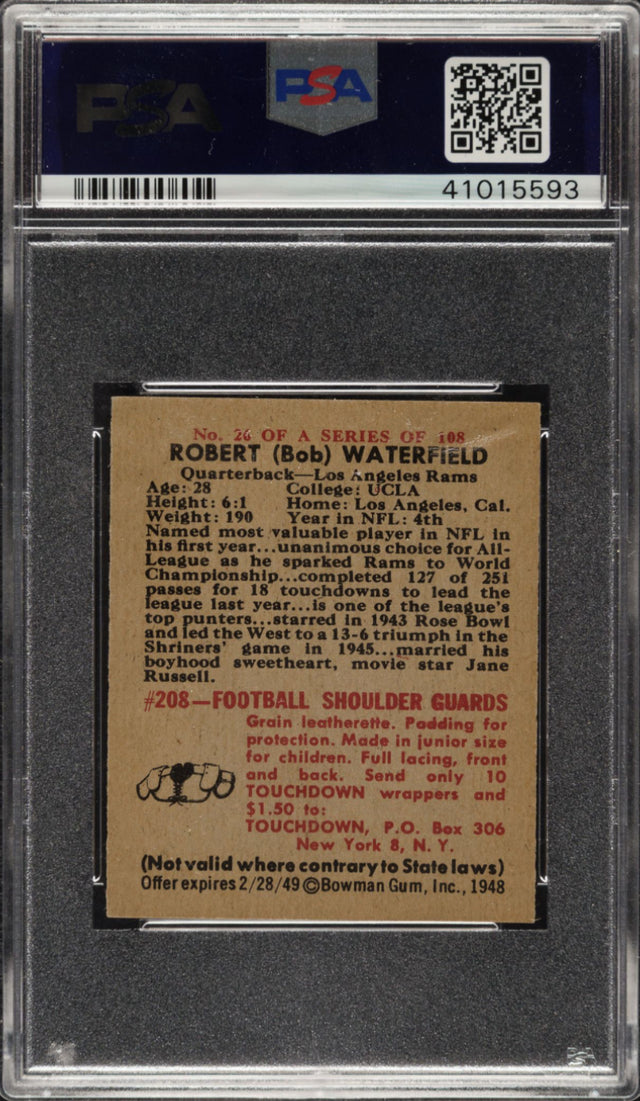 PSA
PSA
41015593
No. 26 OF A SERIES OF 108
ROBERT (Bob) WATERFIELD
Quarterback—Los Angeles Rams
Age: 28 College: UCLA
Height: 6:1 Home: Los Angeles, Cal.
Weight: 190 Year in NFL: 4th
Named most valuable player in NFL in
his first year...unanimous choice for All-
League as he sparked Rams to World
Championship...completed 127 of 251
passes for 18 touchdowns to lead the
league last year...is one of the league's
top punters...starred in 1943 Rose Bowl
and led the West to a 13-6 triumph in the
Shriners' game in 1945...married his
boyhood sweetheart, movie star Jane
Russell.
#208—FOOTBALL SHOULDER GUARDS
Grain leatherette. Padding for
protection. Made in junior size
for children. Full lacing, front
and back. Send only 10
TOUCHDOWN wrappers and
$1.50 to:
TOUCHDOWN, P.O. Box 306
New York 8, N. Y.
(Not valid where contrary to State laws)
Offer expires 2/28/49 ©Bowman Gum, Inc., 1948
PSA